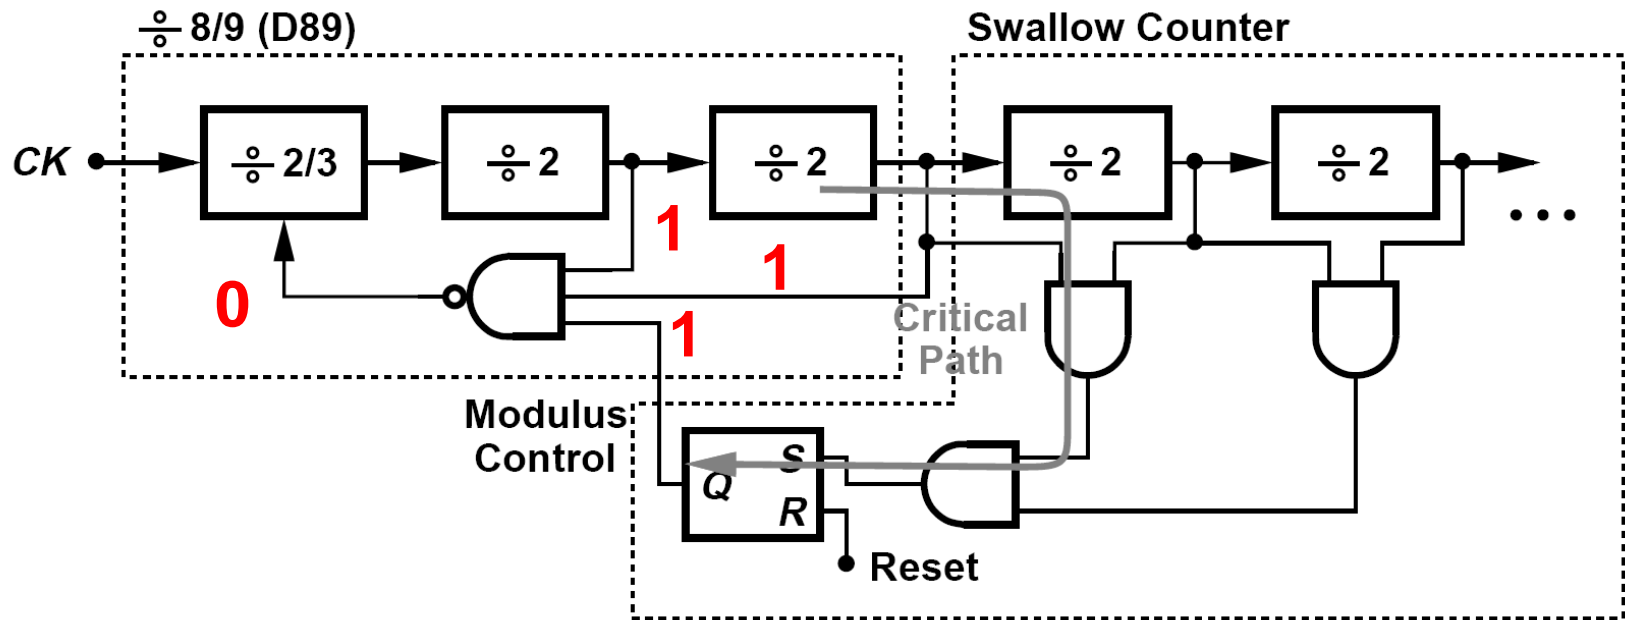 ÷ 8/9 (D89)
Swallow Counter
CK
÷ 2/3
÷ 2
÷ 2
÷ 2
÷ 2
...
1
1
0
1
Critical
Path
Modulus
Control
S
Q
R
Reset